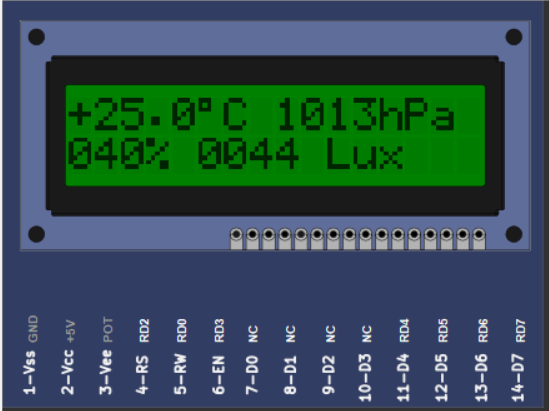 +25.0°C 1013hPa
040% 0044 Lux
1-Vss GND
2-Vcc +5V
3-Vee POT
4-RS RD2
5-RW RD0
6-EN RD3
7-D0 NC
8-D1 NC
9-D2 NC
10-D3 NC
11-D4 RD4
12-D5 RD5
13-D6 RD6
14-D7 RD7